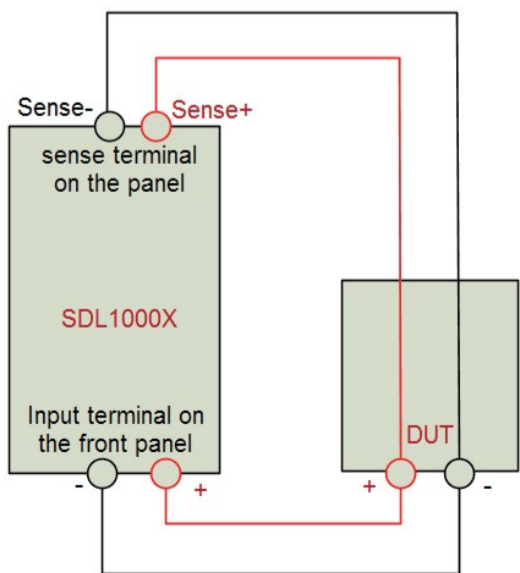 Sense-
Sense+
sense terminal
on the panel
SDL1000X
Input terminal on
the front panel
DUT
-
+
+
-